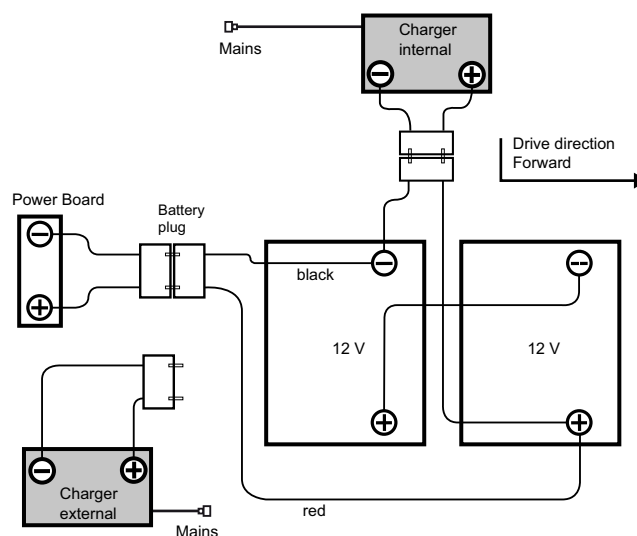 Charger
internal
Mains
Drive direction
Forward
Power Board
Battery
plug
black
12 V
12 V
Charger
external
red
Mains